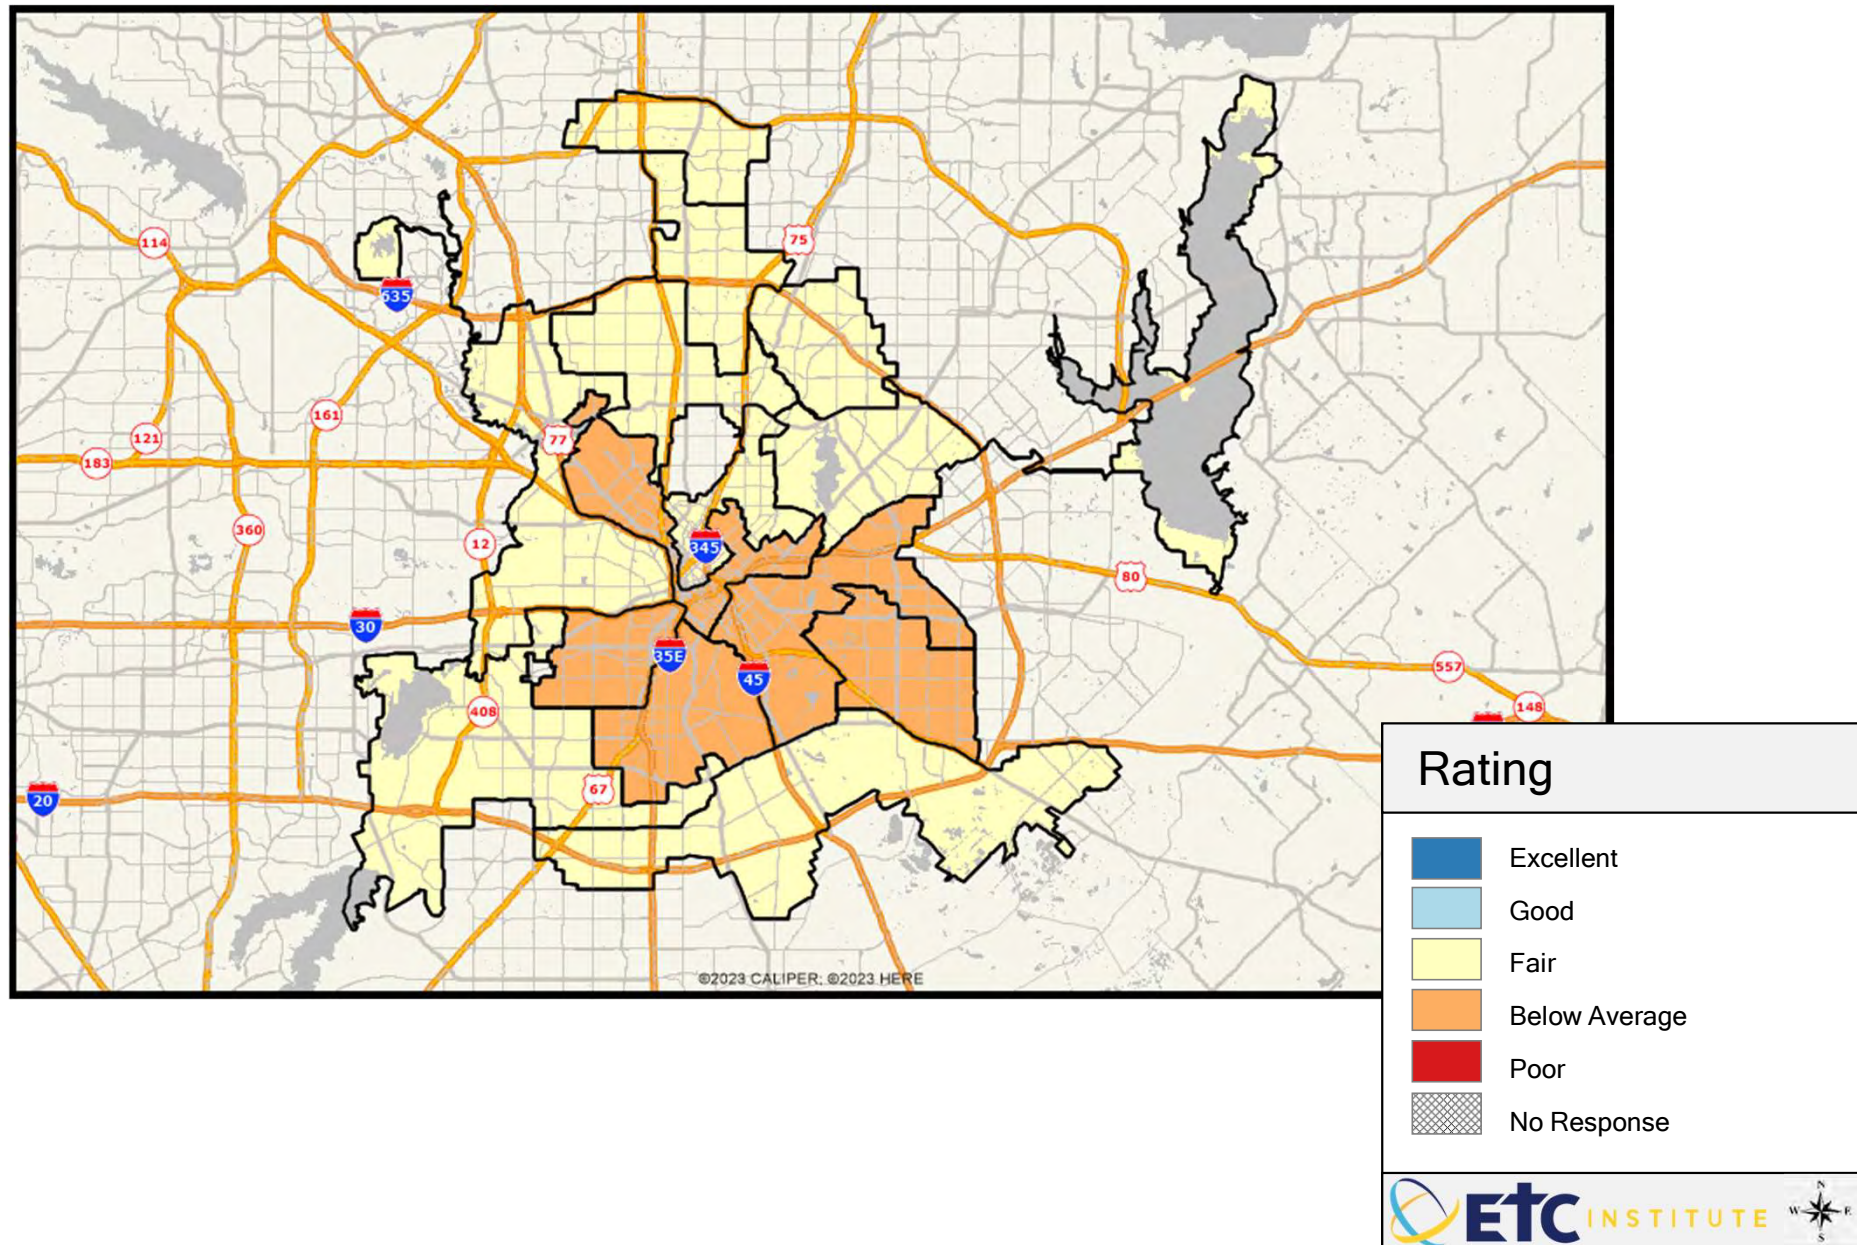 75
114
635
161
121
77
183
360
12
345
80
30
35E
45
557
408
148
67
20
©2023 CALIPER; ©2023 HERE
Rating
Excellent
Good
Fair
Below Average
Poor
No Response
N
W E
S
ETC INSTITUTE